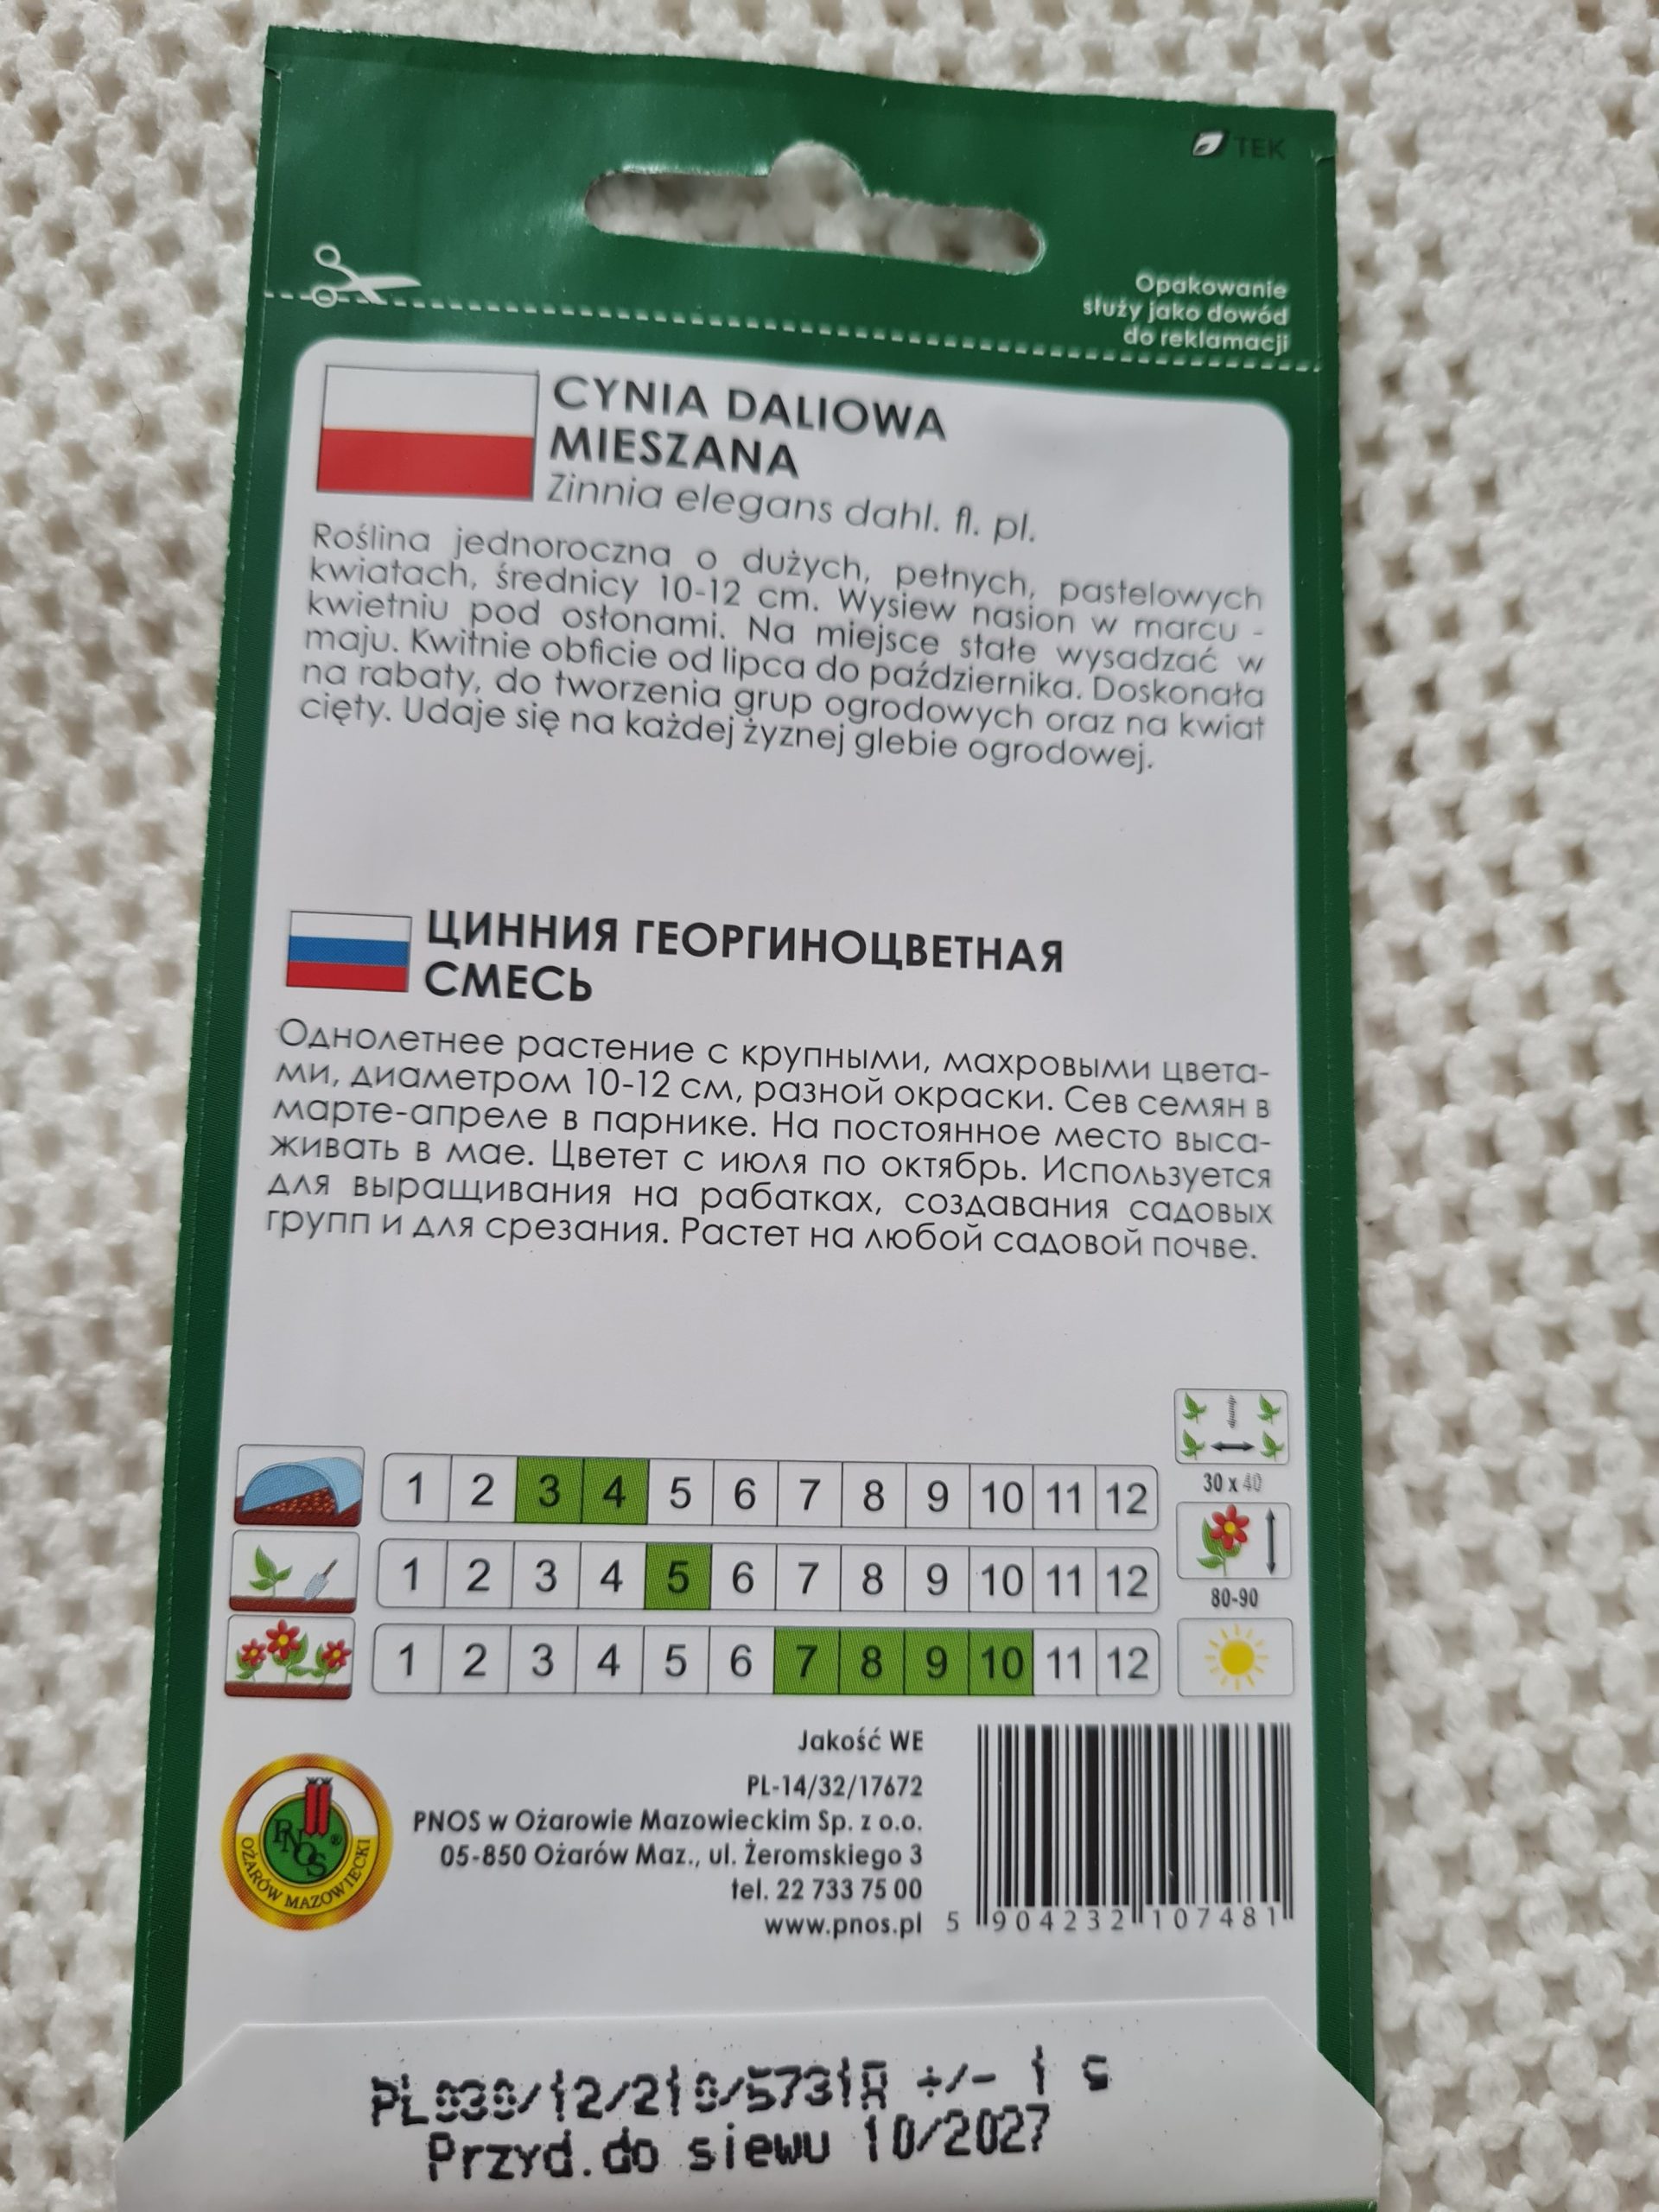 TEK
Opakowanie
służy jako dowód
do reklamacji
CYNIA DALIOWA
MIESZANA
Zinnia elegans dahl. fl. pl.
Roślina jednoroczna o dużych, pełnych, pastelowych
kwiatach, średnicy 10-12 cm. Wysiew nasion w marcu -
kwietniu pod osłonami. Na miejsce stałe wysadzać w
maju. Kwitnie obficie od lipca do października. Doskonała
na rabaty, do tworzenia grup ogrodowych oraz na kwiat
cięty. Udaje się na każdej żyznej glebie ogrodowej.
ЦИННИЯ ГЕОРГИНОЦВЕТНАЯ
СМЕСЬ
Однолетнее растение с крупными, махровыми цвета-
ми, диаметром 10-12 см, разной окраски. Сев семян в
марте-апреле в парнике. На постоянное место выса-
живать в мае. Цветет с июля по октябрь. Используется
для выращивания на рабатках, создавания садовых
групп и для срезания. Растет на любой садовой почве.
1 2 3 4 5 6 7 8 9 10 11 12
30 x 40
1 2 3 4 5 6 7 8 9 10 11 12
80-90
1 2 3 4 5 6 7 8 9 10 11 12
Jakość WE
PL-14/32/17672
PNOS w Ożarowie Mazowieckim Sp. z o.o.
05-850 Ożarów Maz., ul. Żeromskiego 3
tel. 22 733 75 00
www.pnos.pl
PNOS®
OŻARÓW MAZOWIECKI
5 904232 107481
PL030/12/210/5731A +/- 1 G
Przyd.do siewu 10/2027